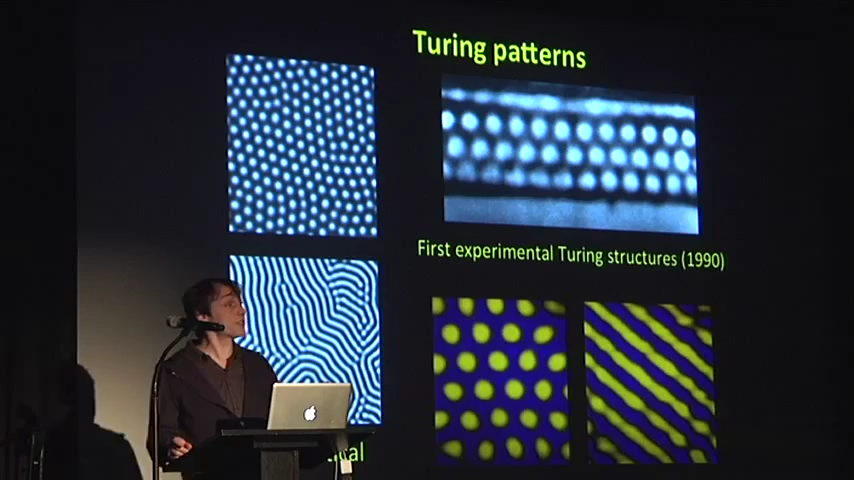 Turing patterns
First experimental Turing structures (1990)